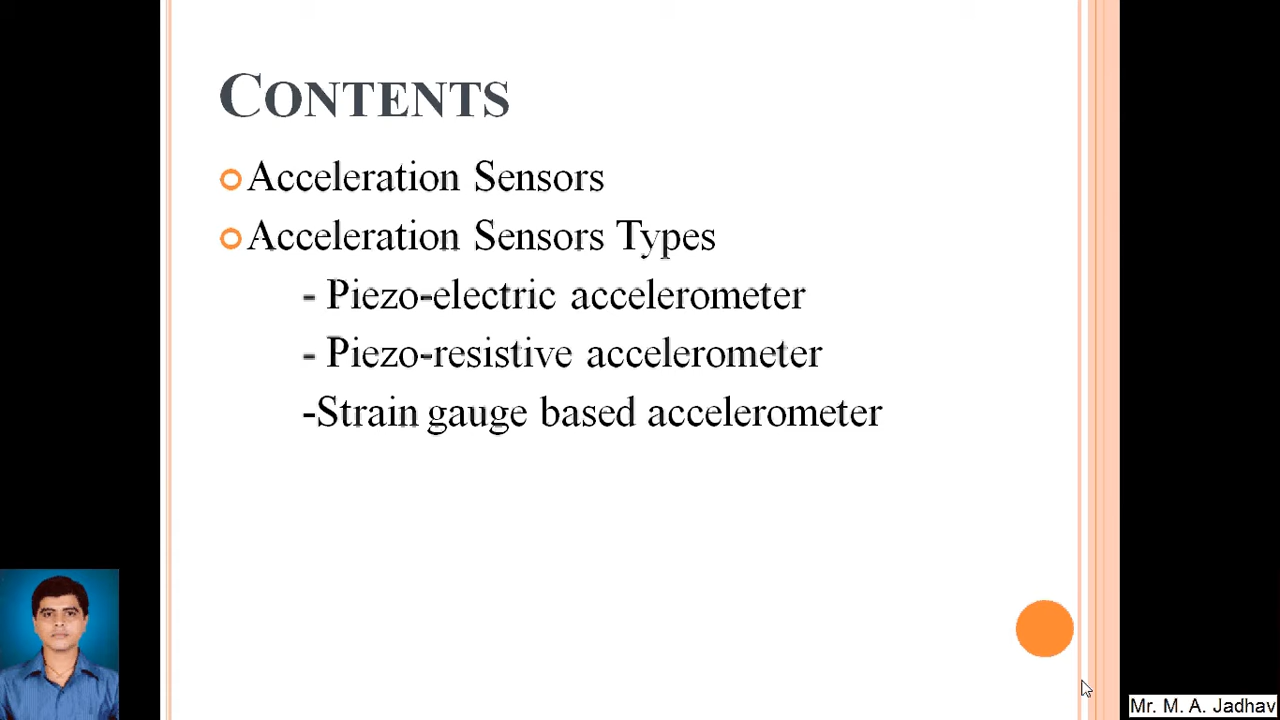 CONTENTS
Acceleration Sensors
Acceleration Sensors Types
- Piezo-electric accelerometer
- Piezo-resistive accelerometer
-Strain gauge based accelerometer
Mr. M. A. Jadhav